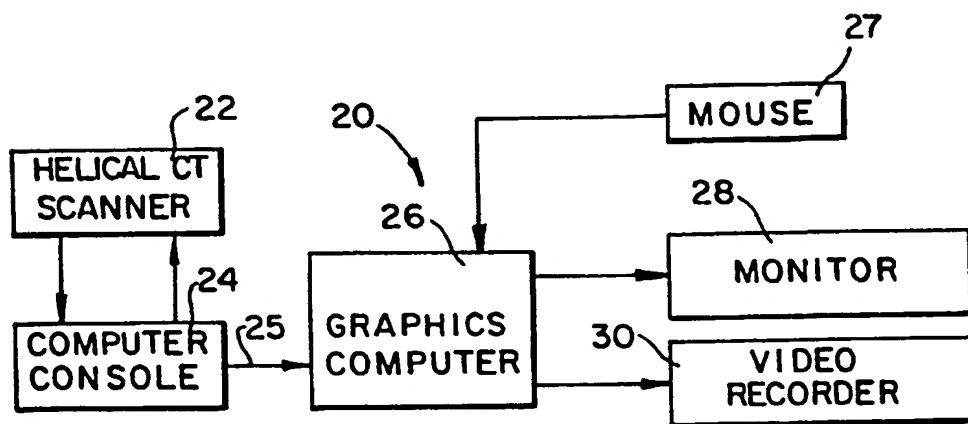 27
MOUSE
22
20
HELICAL CT
SCANNER
28
26
MONITOR
24
25
COMPUTER
CONSOLE
GRAPHICS
COMPUTER
30
VIDEO
RECORDER